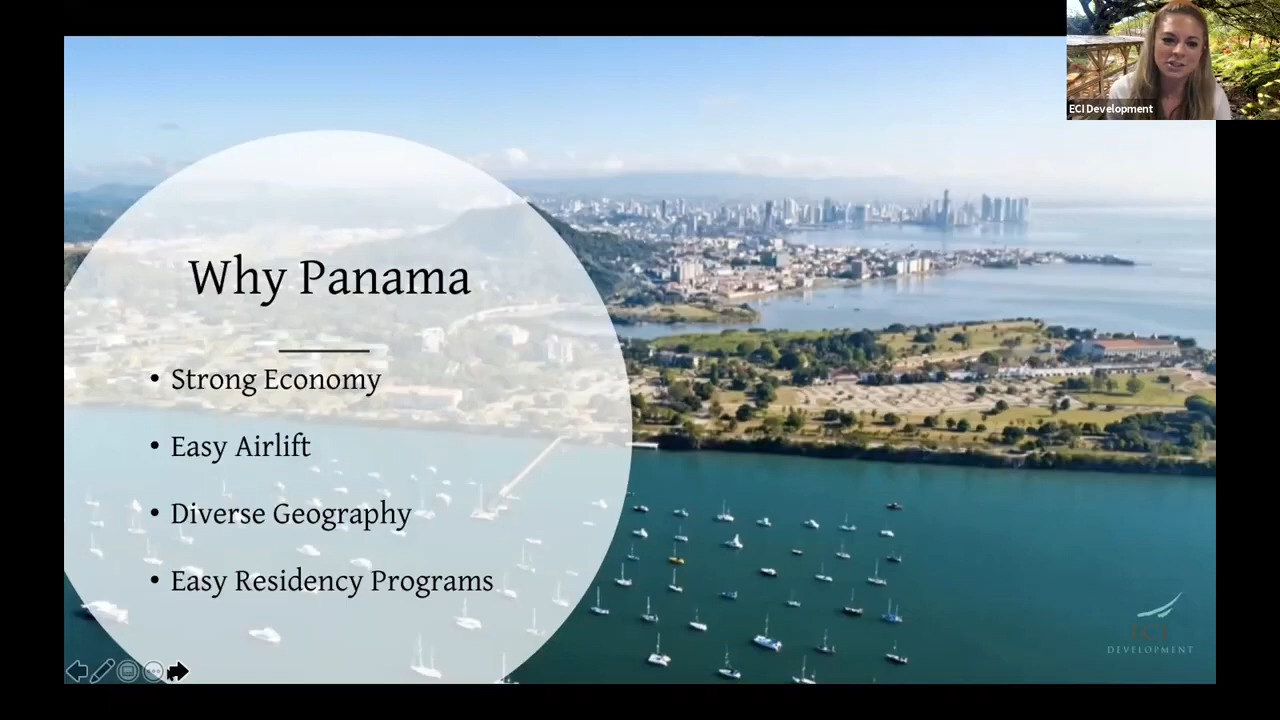 ECI Development
Why Panama
• Strong Economy
• Easy Airlift
• Diverse Geography
• Easy Residency Programs
ECI
DEVELOPMENT